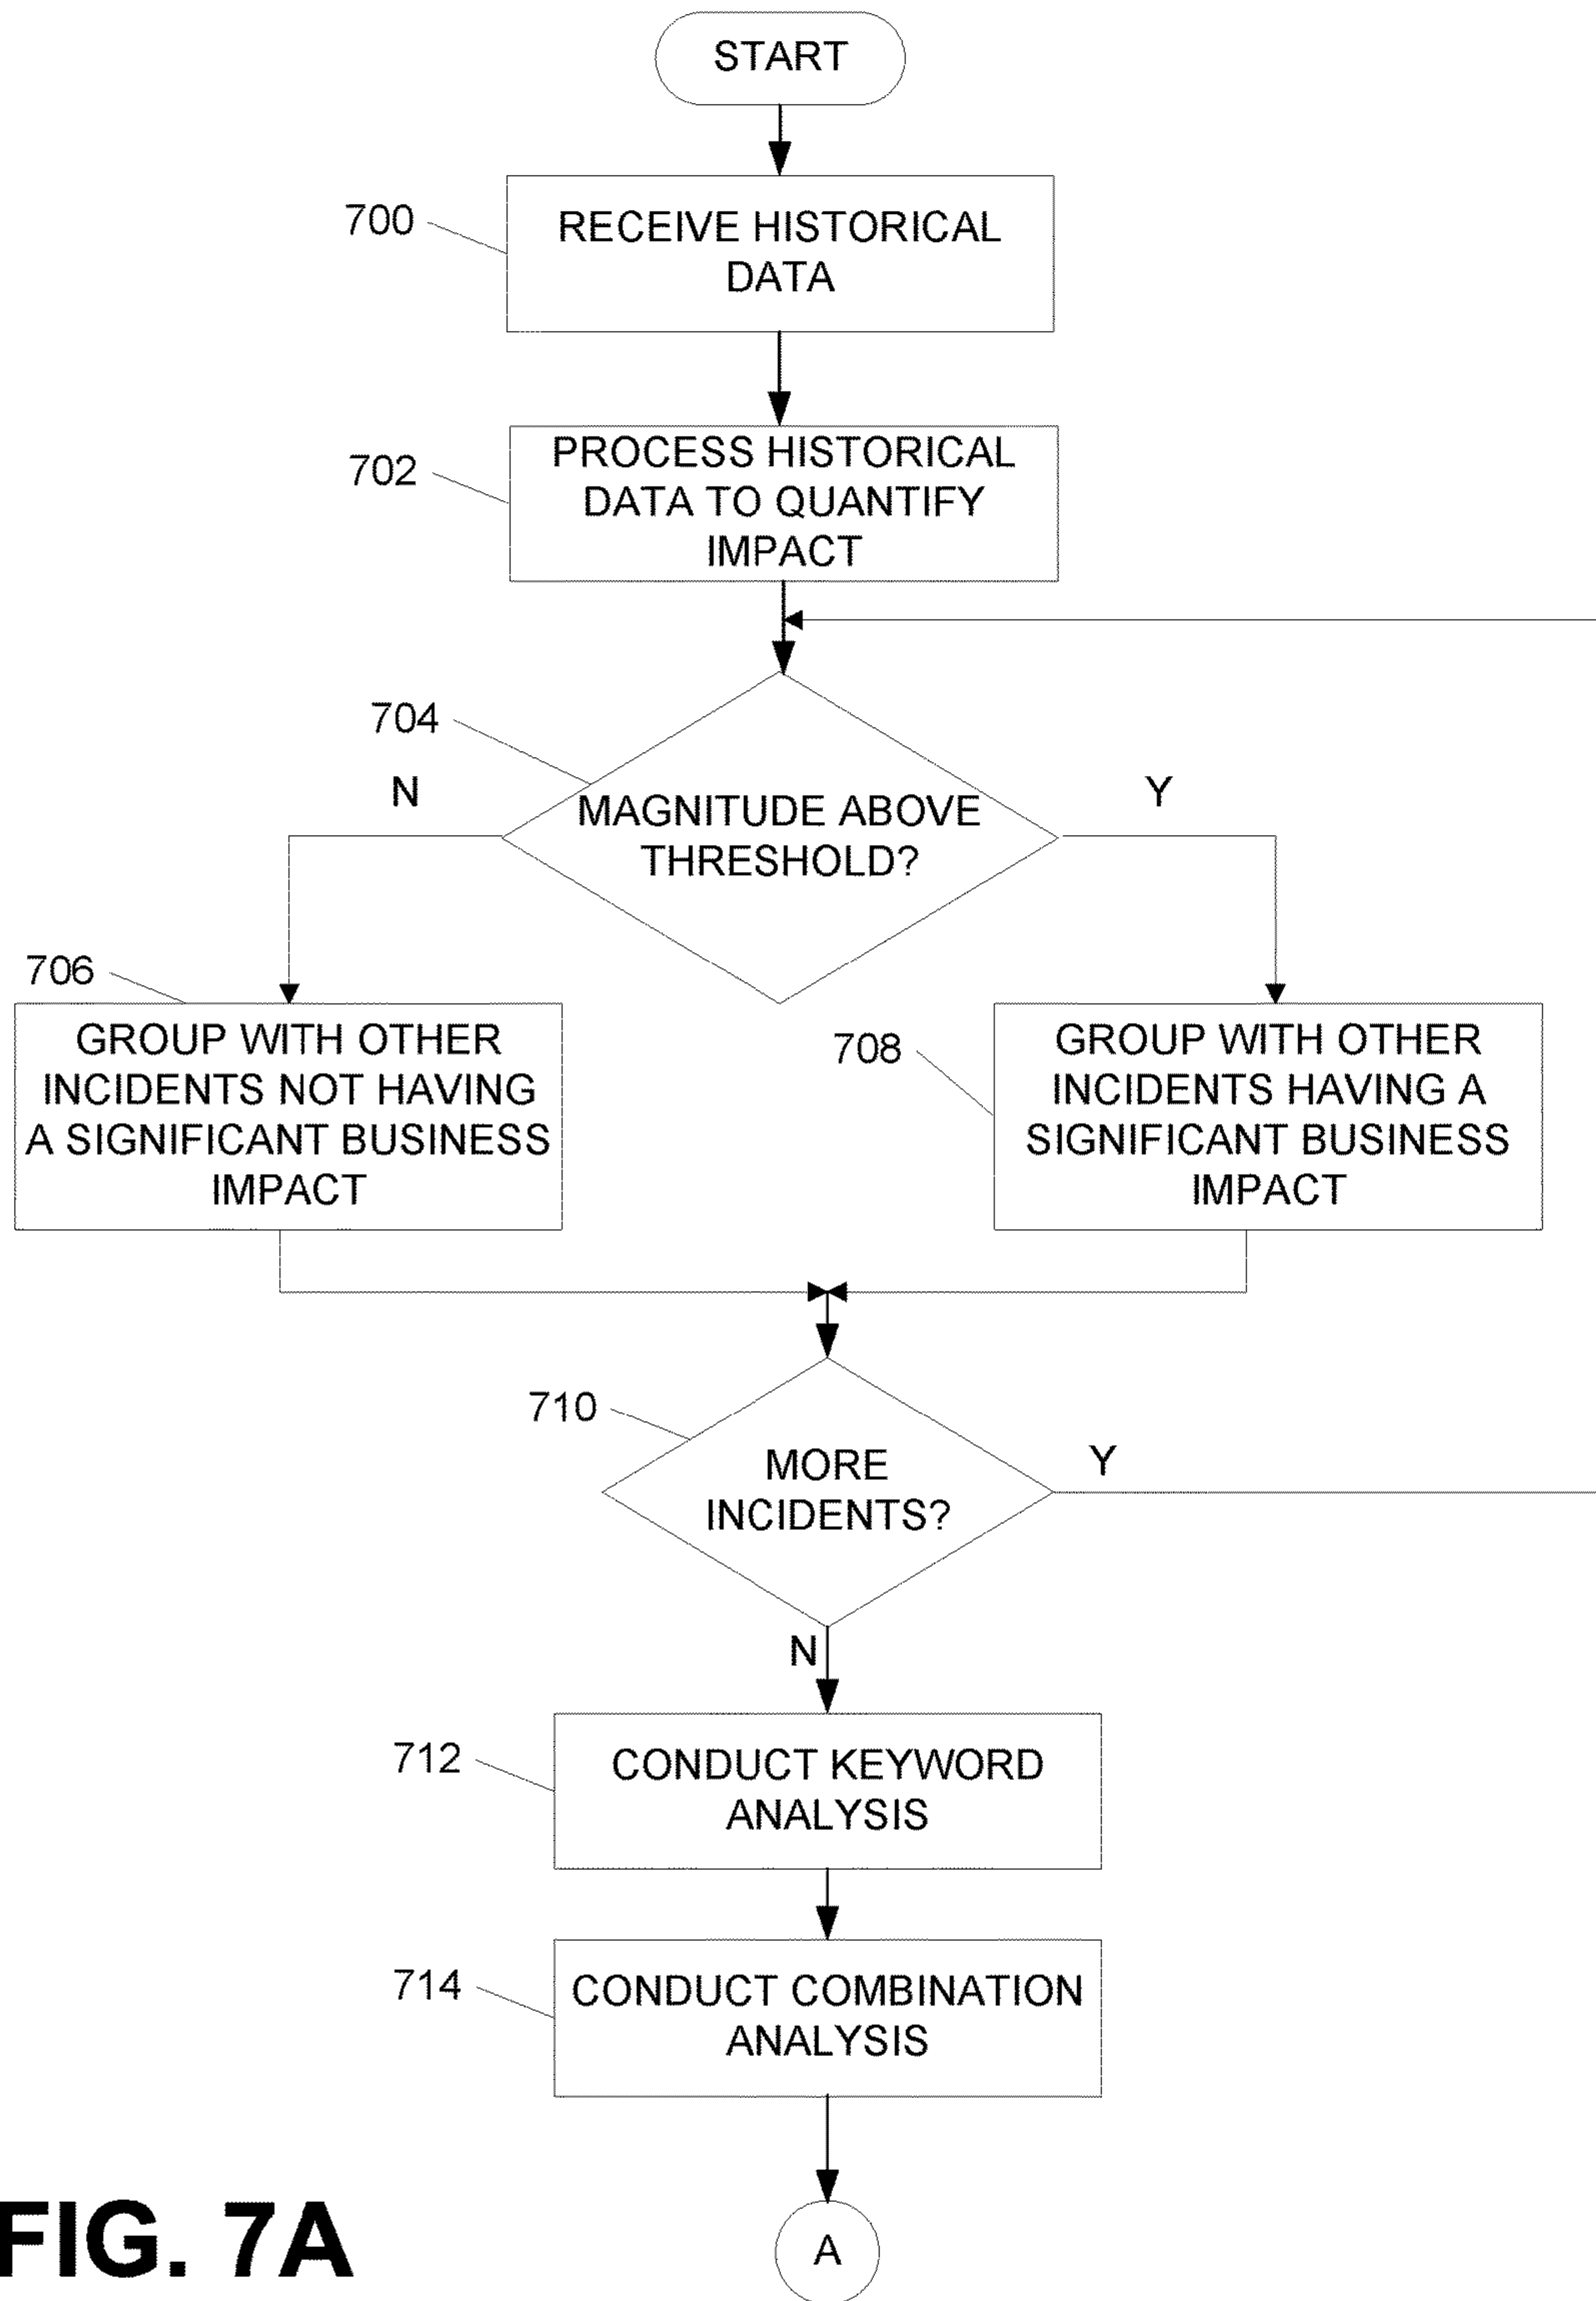 START
700
RECEIVE HISTORICAL
DATA
702
PROCESS HISTORICAL
DATA TO QUANTIFY
IMPACT
704
N
Y
MAGNITUDE ABOVE
THRESHOLD?
706
GROUP WITH OTHER
INCIDENTS NOT HAVING
A SIGNIFICANT BUSINESS
IMPACT
708
GROUP WITH OTHER
INCIDENTS HAVING A
SIGNIFICANT BUSINESS
IMPACT
710
MORE
INCIDENTS?
Y
N
712
CONDUCT KEYWORD
ANALYSIS
714
CONDUCT COMBINATION
ANALYSIS
A
FIG. 7A